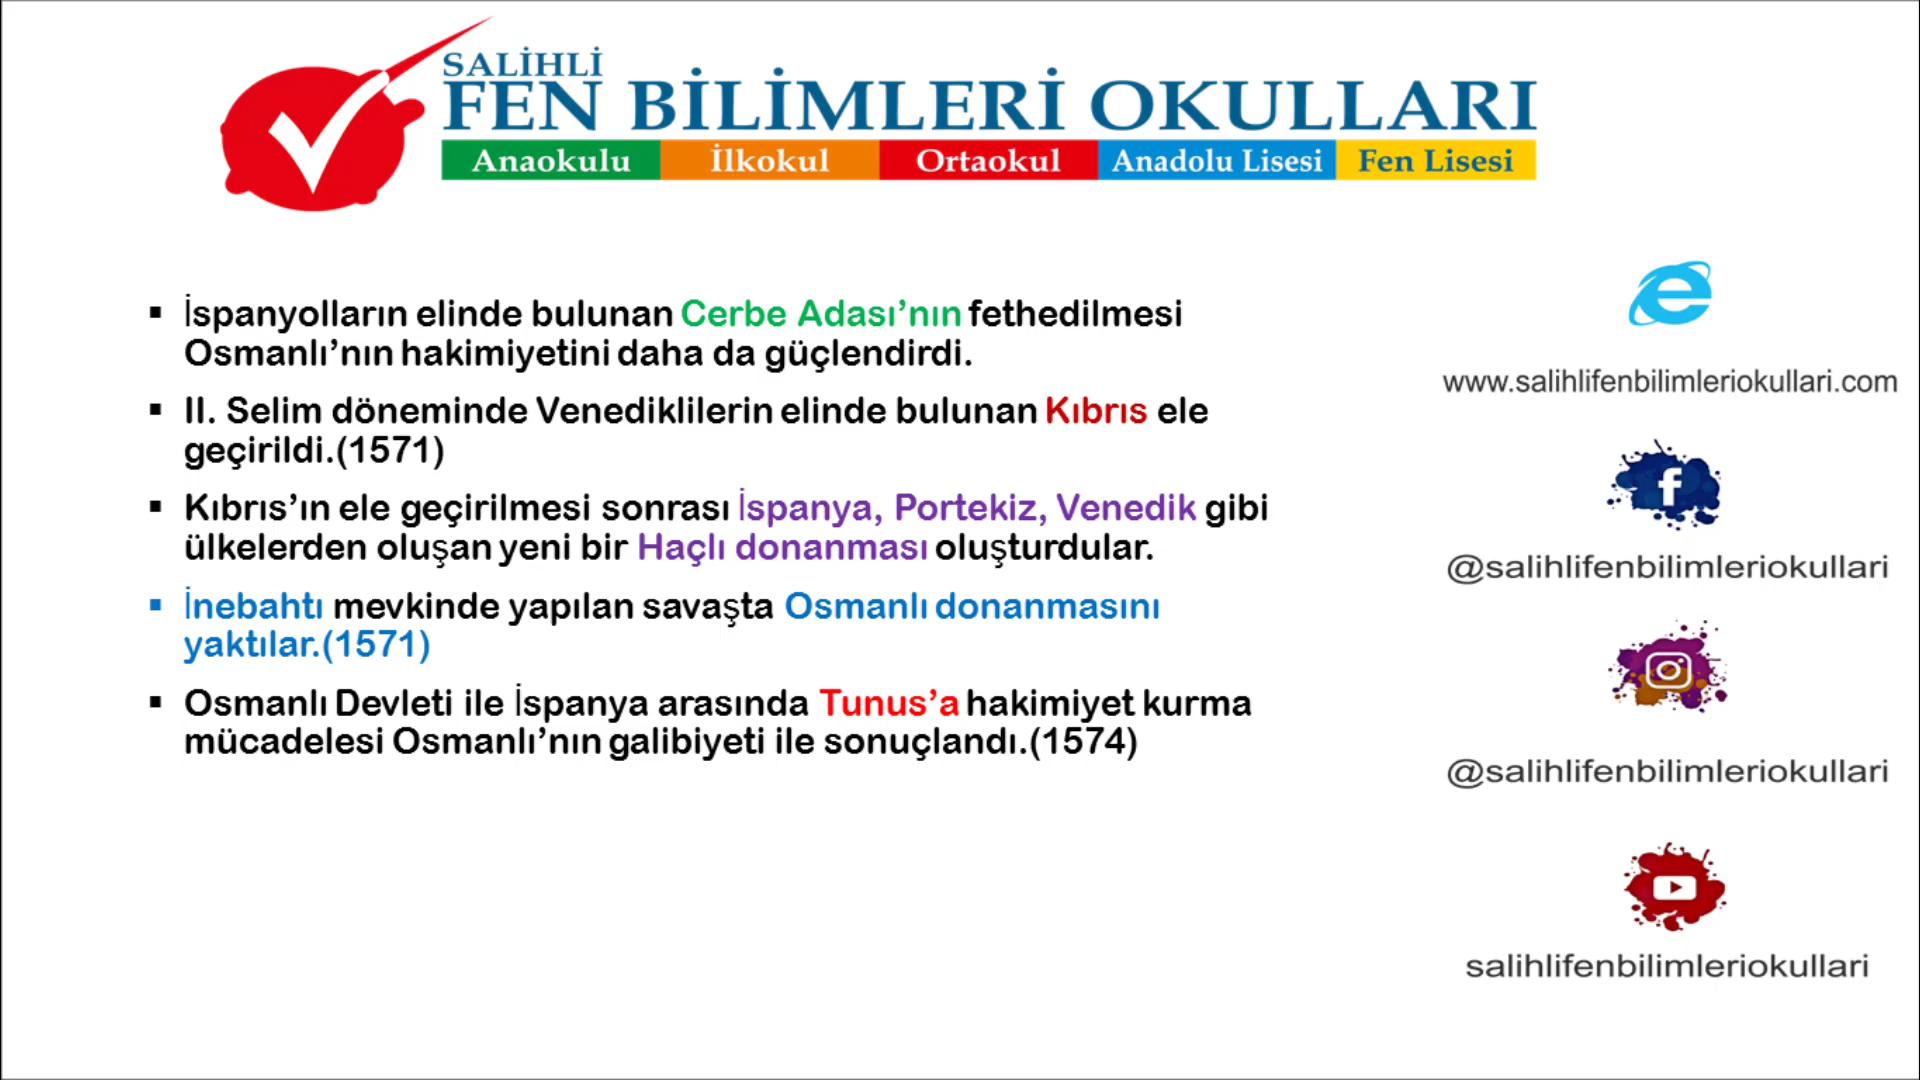 SALİHLİ
FEN BİLİMLERİ OKULLARI
Anaokulu İlkokul Ortaokul Anadolu Lisesi Fen Lisesi
▪ İspanyolların elinde bulunan Cerbe Adası’nın fethedilmesi
Osmanlı’nın hakimiyetini daha da güçlendirdi.
▪ II. Selim döneminde Venediklilerin elinde bulunan Kıbrıs ele
geçirildi.(1571)
▪ Kıbrıs’ın ele geçirilmesi sonrası İspanya, Portekiz, Venedik gibi
ülkelerden oluşan yeni bir Haçlı donanması oluşturdular.
▪ İnebahtı mevkinde yapılan savaşta Osmanlı donanmasını
yaktılar.(1571)
▪ Osmanlı Devleti ile İspanya arasında Tunus’a hakimiyet kurma
mücadelesi Osmanlı’nın galibiyeti ile sonuçlandı.(1574)
www.salihlifenbilimleriokullari.com
@salihlifenbilimleriokullari
@salihlifenbilimleriokullari
salihlifenbilimleriokullari